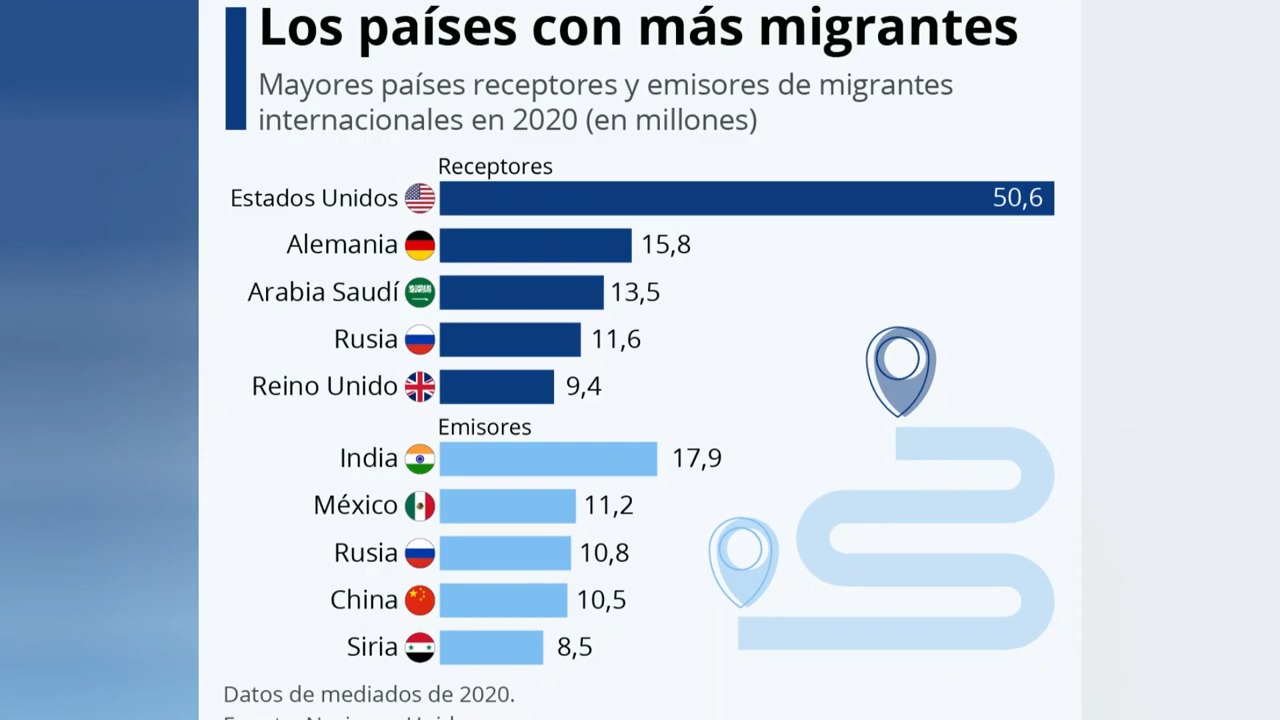 Los países con más migrantes
Mayores países receptores y emisores de migrantes
internacionales en 2020 (en millones)
Receptores
Estados Unidos 50,6
Alemania 15,8
Arabia Saudí 13,5
Rusia 11,6
Reino Unido 9,4
Emisores
India 17,9
México 11,2
Rusia 10,8
China 10,5
Siria 8,5
Datos de mediados de 2020.